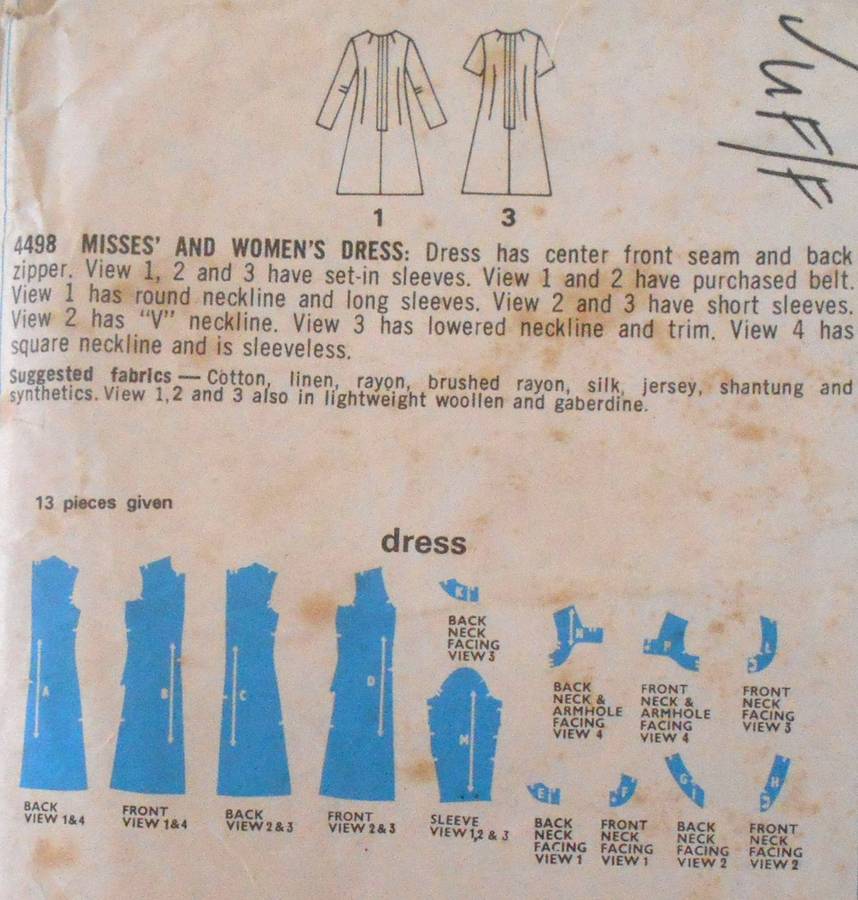 JUF/F
1
3
4498 MISSES' AND WOMEN'S DRESS: Dress has center front seam and back
zipper. View 1, 2 and 3 have set-in sleeves. View 1 and 2 have purchased belt.
View 1 has round neckline and long sleeves. View 2 and 3 have short sleeves.
View 2 has "V" neckline. View 3 has lowered neckline and trim. View 4 has
square neckline and is sleeveless.
Suggested fabrics — Cotton, linen, rayon, brushed rayon, silk, jersey, shantung and
synthetics. View 1,2 and 3 also in lightweight woollen and gaberdine.
13 pieces given
dress
A
BACK
VIEW 1&4
B
FRONT
VIEW 1&4
C
BACK
VIEW 2&3
D
FRONT
VIEW 2&3
K
BACK
NECK
FACING
VIEW 3
M
SLEEVE
VIEW 1,2 & 3
N
BACK
NECK &
ARMHOLE
FACING
VIEW 4
P
FRONT
NECK &
ARMHOLE
FACING
VIEW 4
L
FRONT
NECK
FACING
VIEW 3
E
BACK
NECK
FACING
VIEW 1
F
FRONT
NECK
FACING
VIEW 1
G
BACK
NECK
FACING
VIEW 2
H
FRONT
NECK
FACING
VIEW 2